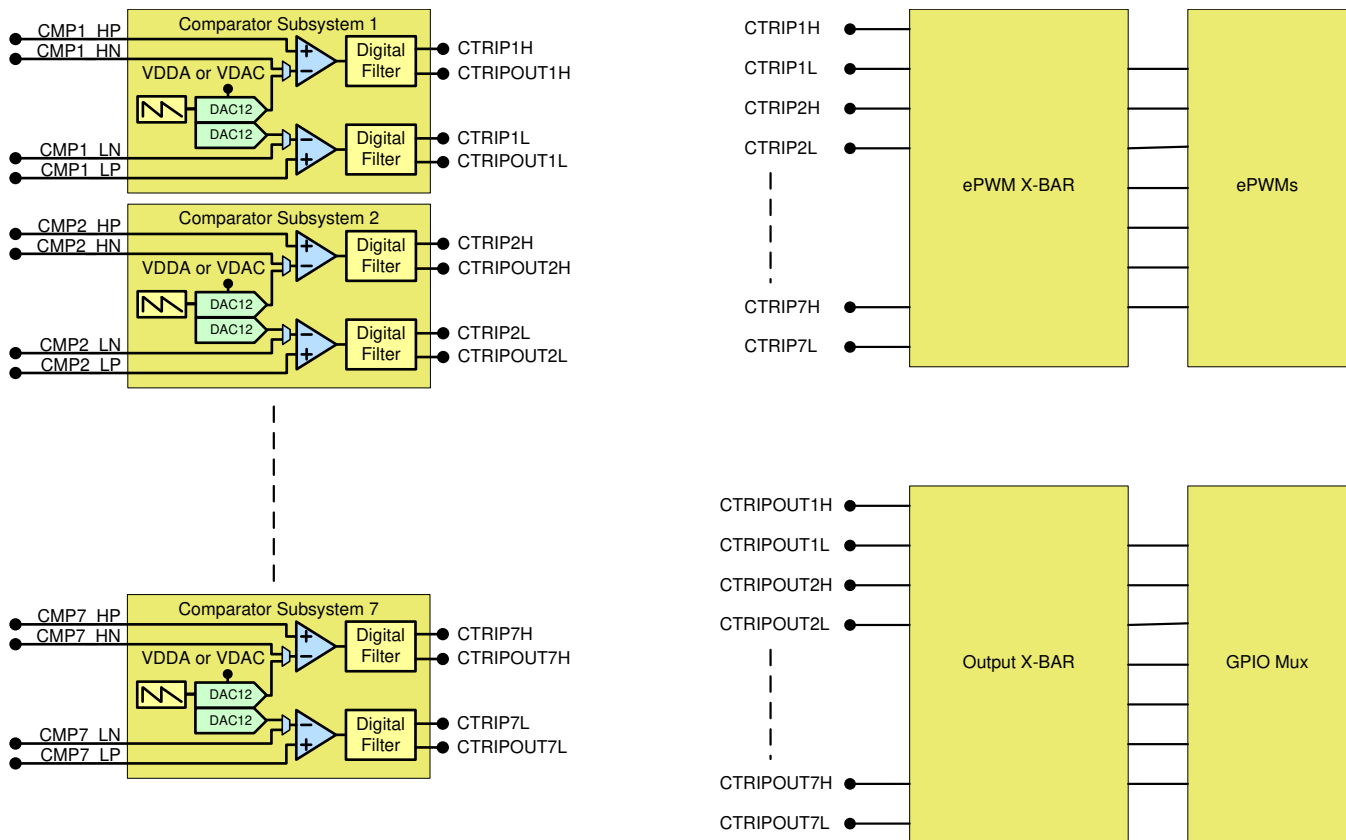 Comparator Subsystem 1
CMP1_HP
CMP1_HN
VDDA or VDAC
DAC12
DAC12
CMP1_LN
CMP1_LP
+
−
−
+
Digital
Filter
Digital
Filter
CTRIP1H
CTRIPOUT1H
CTRIP1L
CTRIPOUT1L
Comparator Subsystem 2
CMP2_HP
CMP2_HN
VDDA or VDAC
DAC12
DAC12
CMP2_LN
CMP2_LP
+
−
−
+
Digital
Filter
Digital
Filter
CTRIP2H
CTRIPOUT2H
CTRIP2L
CTRIPOUT2L
Comparator Subsystem 7
CMP7_HP
CMP7_HN
VDDA or VDAC
DAC12
DAC12
CMP7_LN
CMP7_LP
+
−
−
+
Digital
Filter
Digital
Filter
CTRIP7H
CTRIPOUT7H
CTRIP7L
CTRIPOUT7L
CTRIP1H
CTRIP1L
CTRIP2H
CTRIP2L
CTRIP7H
CTRIP7L
ePWM X-BAR
ePWMs
CTRIPOUT1H
CTRIPOUT1L
CTRIPOUT2H
CTRIPOUT2L
CTRIPOUT7H
CTRIPOUT7L
Output X-BAR
GPIO Mux